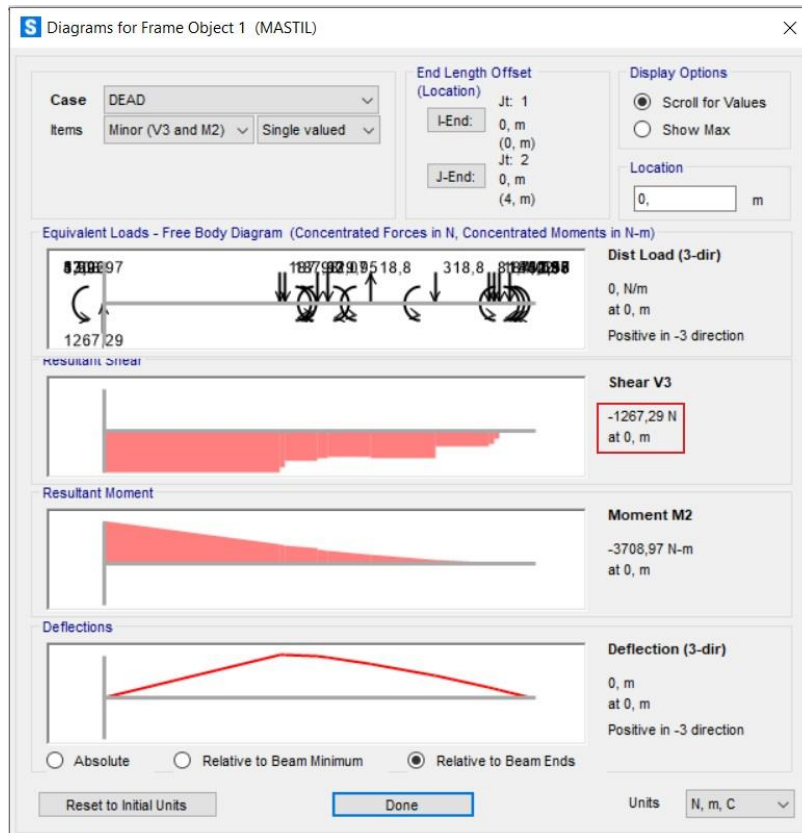 Diagrams for Frame Object 1 (MASTIL)
Case DEAD
Items Minor (V3 and M2) Single valued
End Length Offset
(Location)
Jt: 1
I-End: 0, m
(0, m)
Jt: 2
J-End: 0, m
(4, m)
Display Options
Scroll for Values
Show Max
Location
0, m
Equivalent Loads - Free Body Diagram (Concentrated Forces in N, Concentrated Moments in N-m)
318,8
1267,29
Dist Load (3-dir)
0, N/m
at 0, m
Positive in -3 direction
Resultant Shear
Shear V3
-1267,29 N
at 0, m
Resultant Moment
Moment M2
-3708,97 N-m
at 0, m
Deflections
Deflection (3-dir)
0, m
at 0, m
Positive in -3 direction
Absolute Relative to Beam Minimum Relative to Beam Ends
Reset to Initial Units Done Units N, m, C